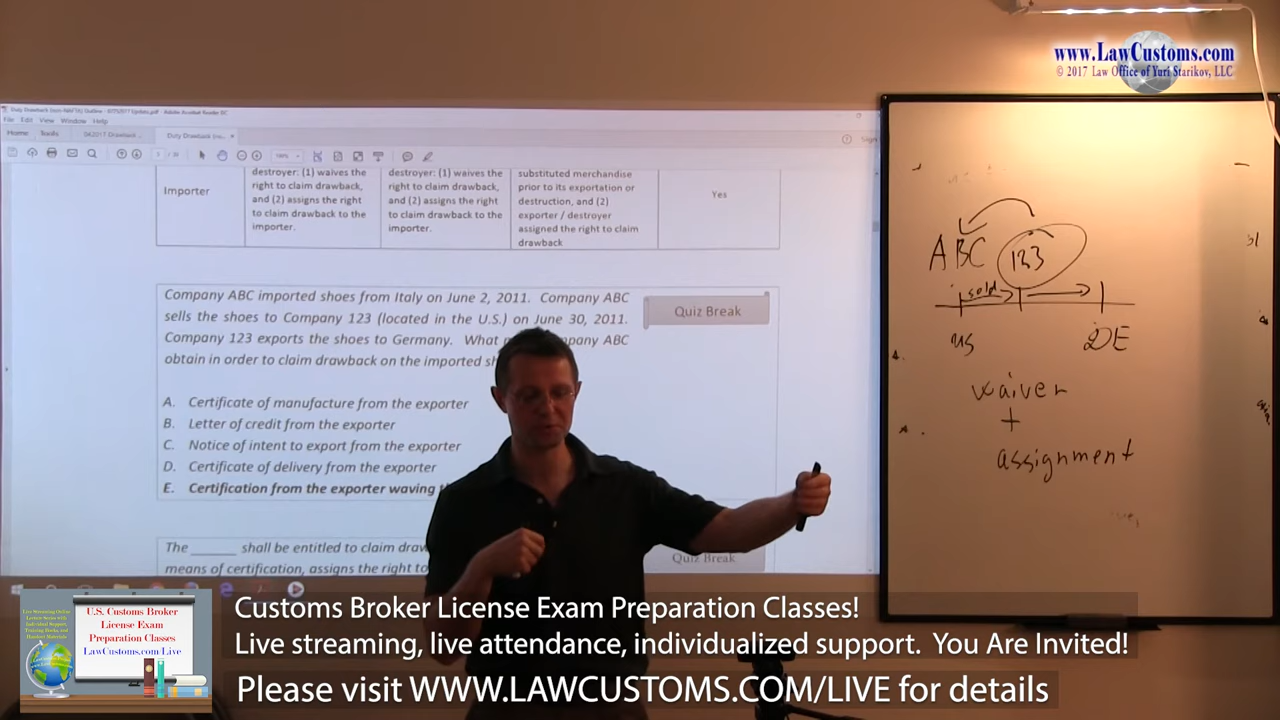 www.LawCustoms.com
© 2017 Law Office of Yuri Starikov, LLC
File Edit View Window Help
Home Tools
Importer
destroyer: (1) waives the
right to claim drawback,
and (2) assigns the right
to claim drawback to the
importer.
destroyer: (1) waives the
right to claim drawback,
and (2) assigns the right
to claim drawback to the
importer.
substituted merchandise
prior to its exportation or
destruction, and (2)
exporter / destroyer
assigned the right to claim
drawback
Yes
Company ABC imported shoes from Italy on June 2, 2011. Company ABC
sells the shoes to Company 123 (located in the U.S.) on June 30, 2011.
Company 123 exports the shoes to Germany. What ompany ABC
obtain in order to claim drawback on the imported sh
Quiz Break
A. Certificate of manufacture from the exporter
B. Letter of credit from the exporter
C. Notice of intent to export from the exporter
D. Certificate of delivery from the exporter
E. Certification from the exporter waving
The ______ shall be entitled to claim draw
means of certification, assigns the right to
Quiz Break
ABC 123
sold
US DE
waiver
+
assignment
U.S. Customs Broker
License Exam
Preparation Classes
LawCustoms.com/Live
Customs Broker License Exam Preparation Classes!
Live streaming, live attendance, individualized support. You Are Invited!
Please visit WWW.LAWCUSTOMS.COM/LIVE for details